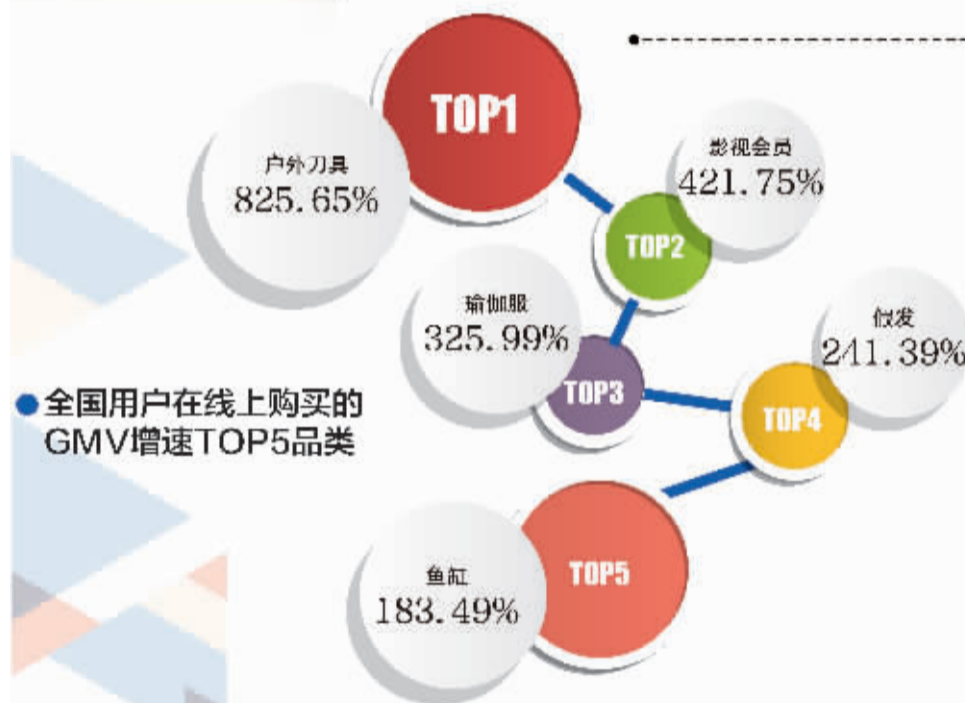 TOP1
户外刀具
825.65%
影视会员
421.75%
TOP2
瑜伽服
325.99%
TOP3
假发
241.39%
TOP4
●全国用户在线上购买的
GMV增速TOP5品类
鱼缸
183.49%
TOP5